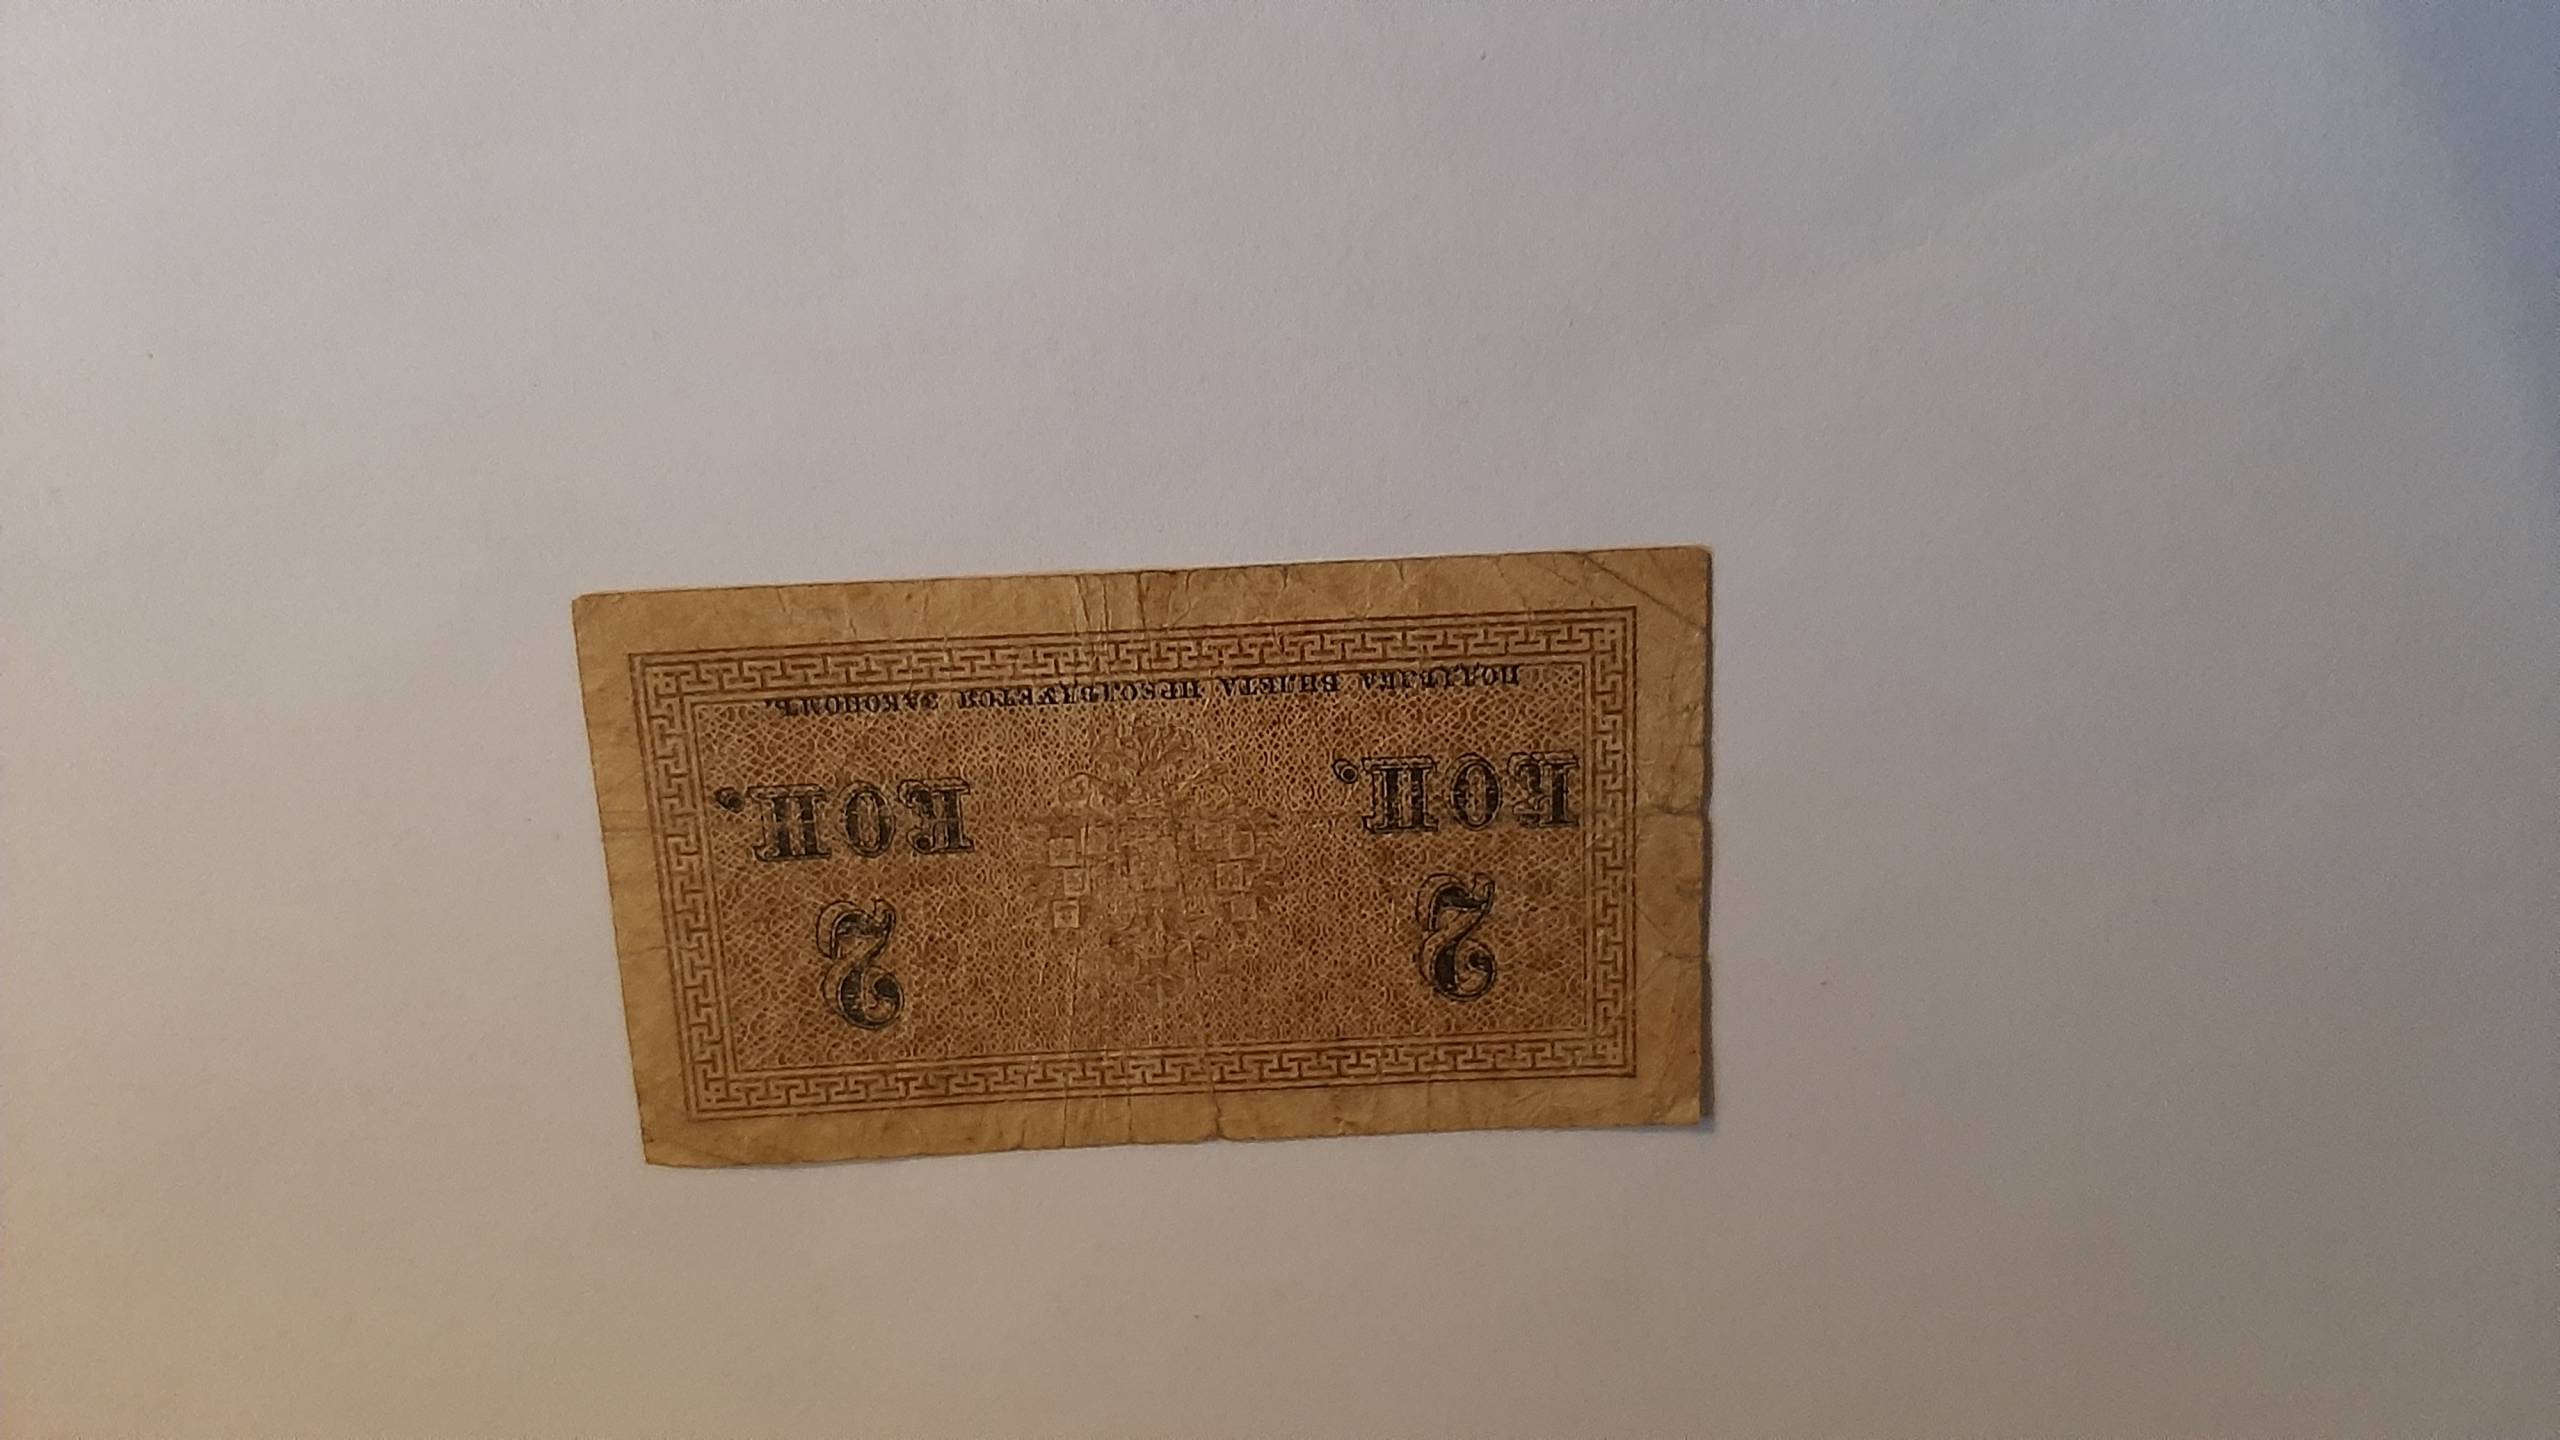 2 2
КОП. КОП.
ПОДДѢЛКА БИЛЕТА ПРЕСЛѢДУЕТСЯ ЗАКОНОМЪ.